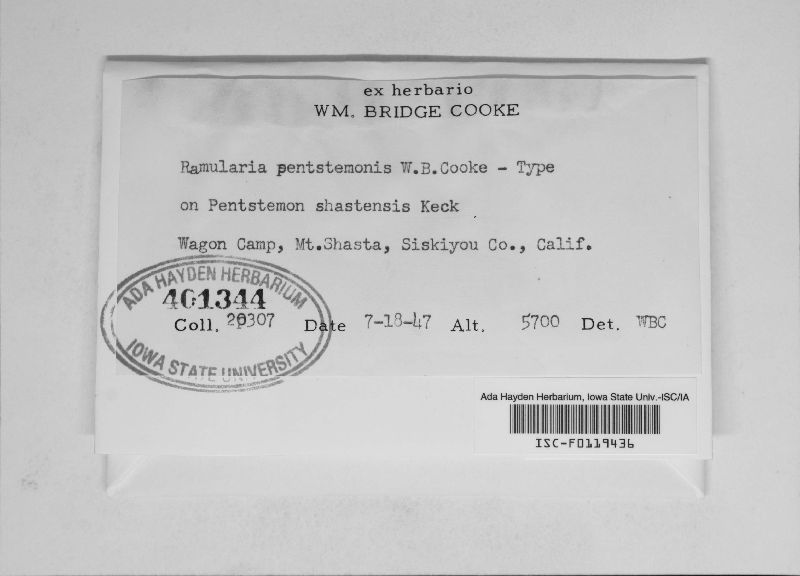 ex herbario
WM. BRIDGE COOKE
Ramularia pentstemonis W.B.Cooke - Type
on Pentstemon shastensis Keck
Wagon Camp, Mt.Shasta, Siskiyou Co., Calif.
ADA HAYDEN HERBARIUM
401344
Coll. 20307 Date 7-18-47 Alt. 5700 Det. WBC
IOWA STATE UNIVERSITY
Ada Hayden Herbarium, Iowa State Univ.-ISC/IA
ISC-F0119436